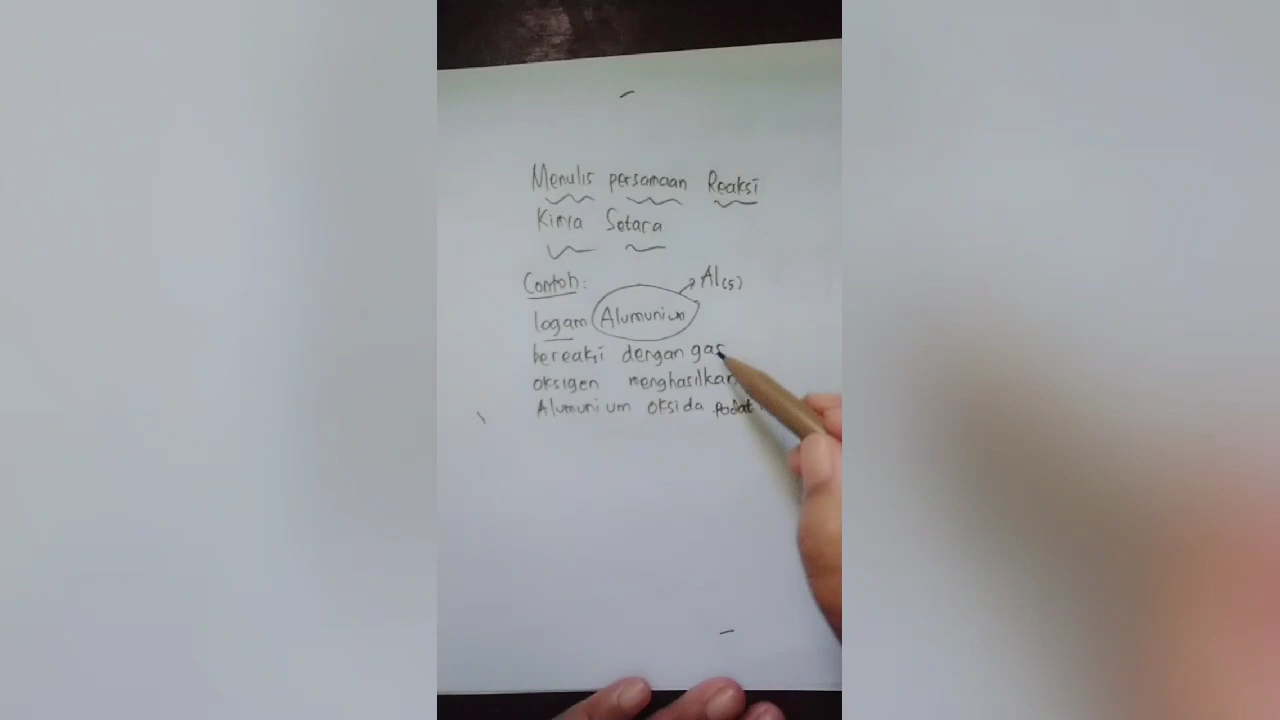 Menulis persamaan Reaksi
Kimia Setara
Contoh:
Al(s)
logam Alumunium
bereaksi dengan gas
oksigen menghasilkan
Alumunium oksida padat